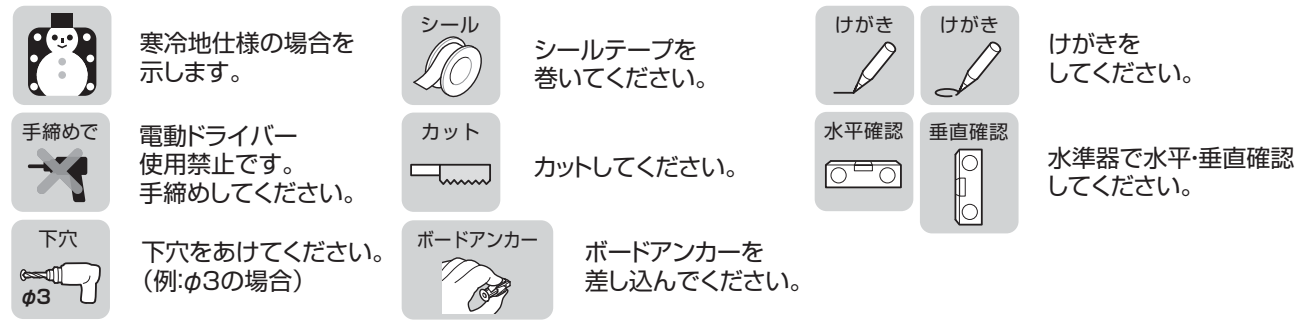 寒冷地仕様の場合を
示します。
シール
シールテープを
巻いてください。
けがき
けがき
けがきを
してください。
手締めで
電動ドライバー
使用禁止です。
手締めしてください。
カット
カットしてください。
水平確認
垂直確認
水準器で水平・垂直確認
してください。
下穴
φ3
下穴をあけてください。
(例:φ3の場合)
ボードアンカー
ボードアンカーを
差し込んでください。